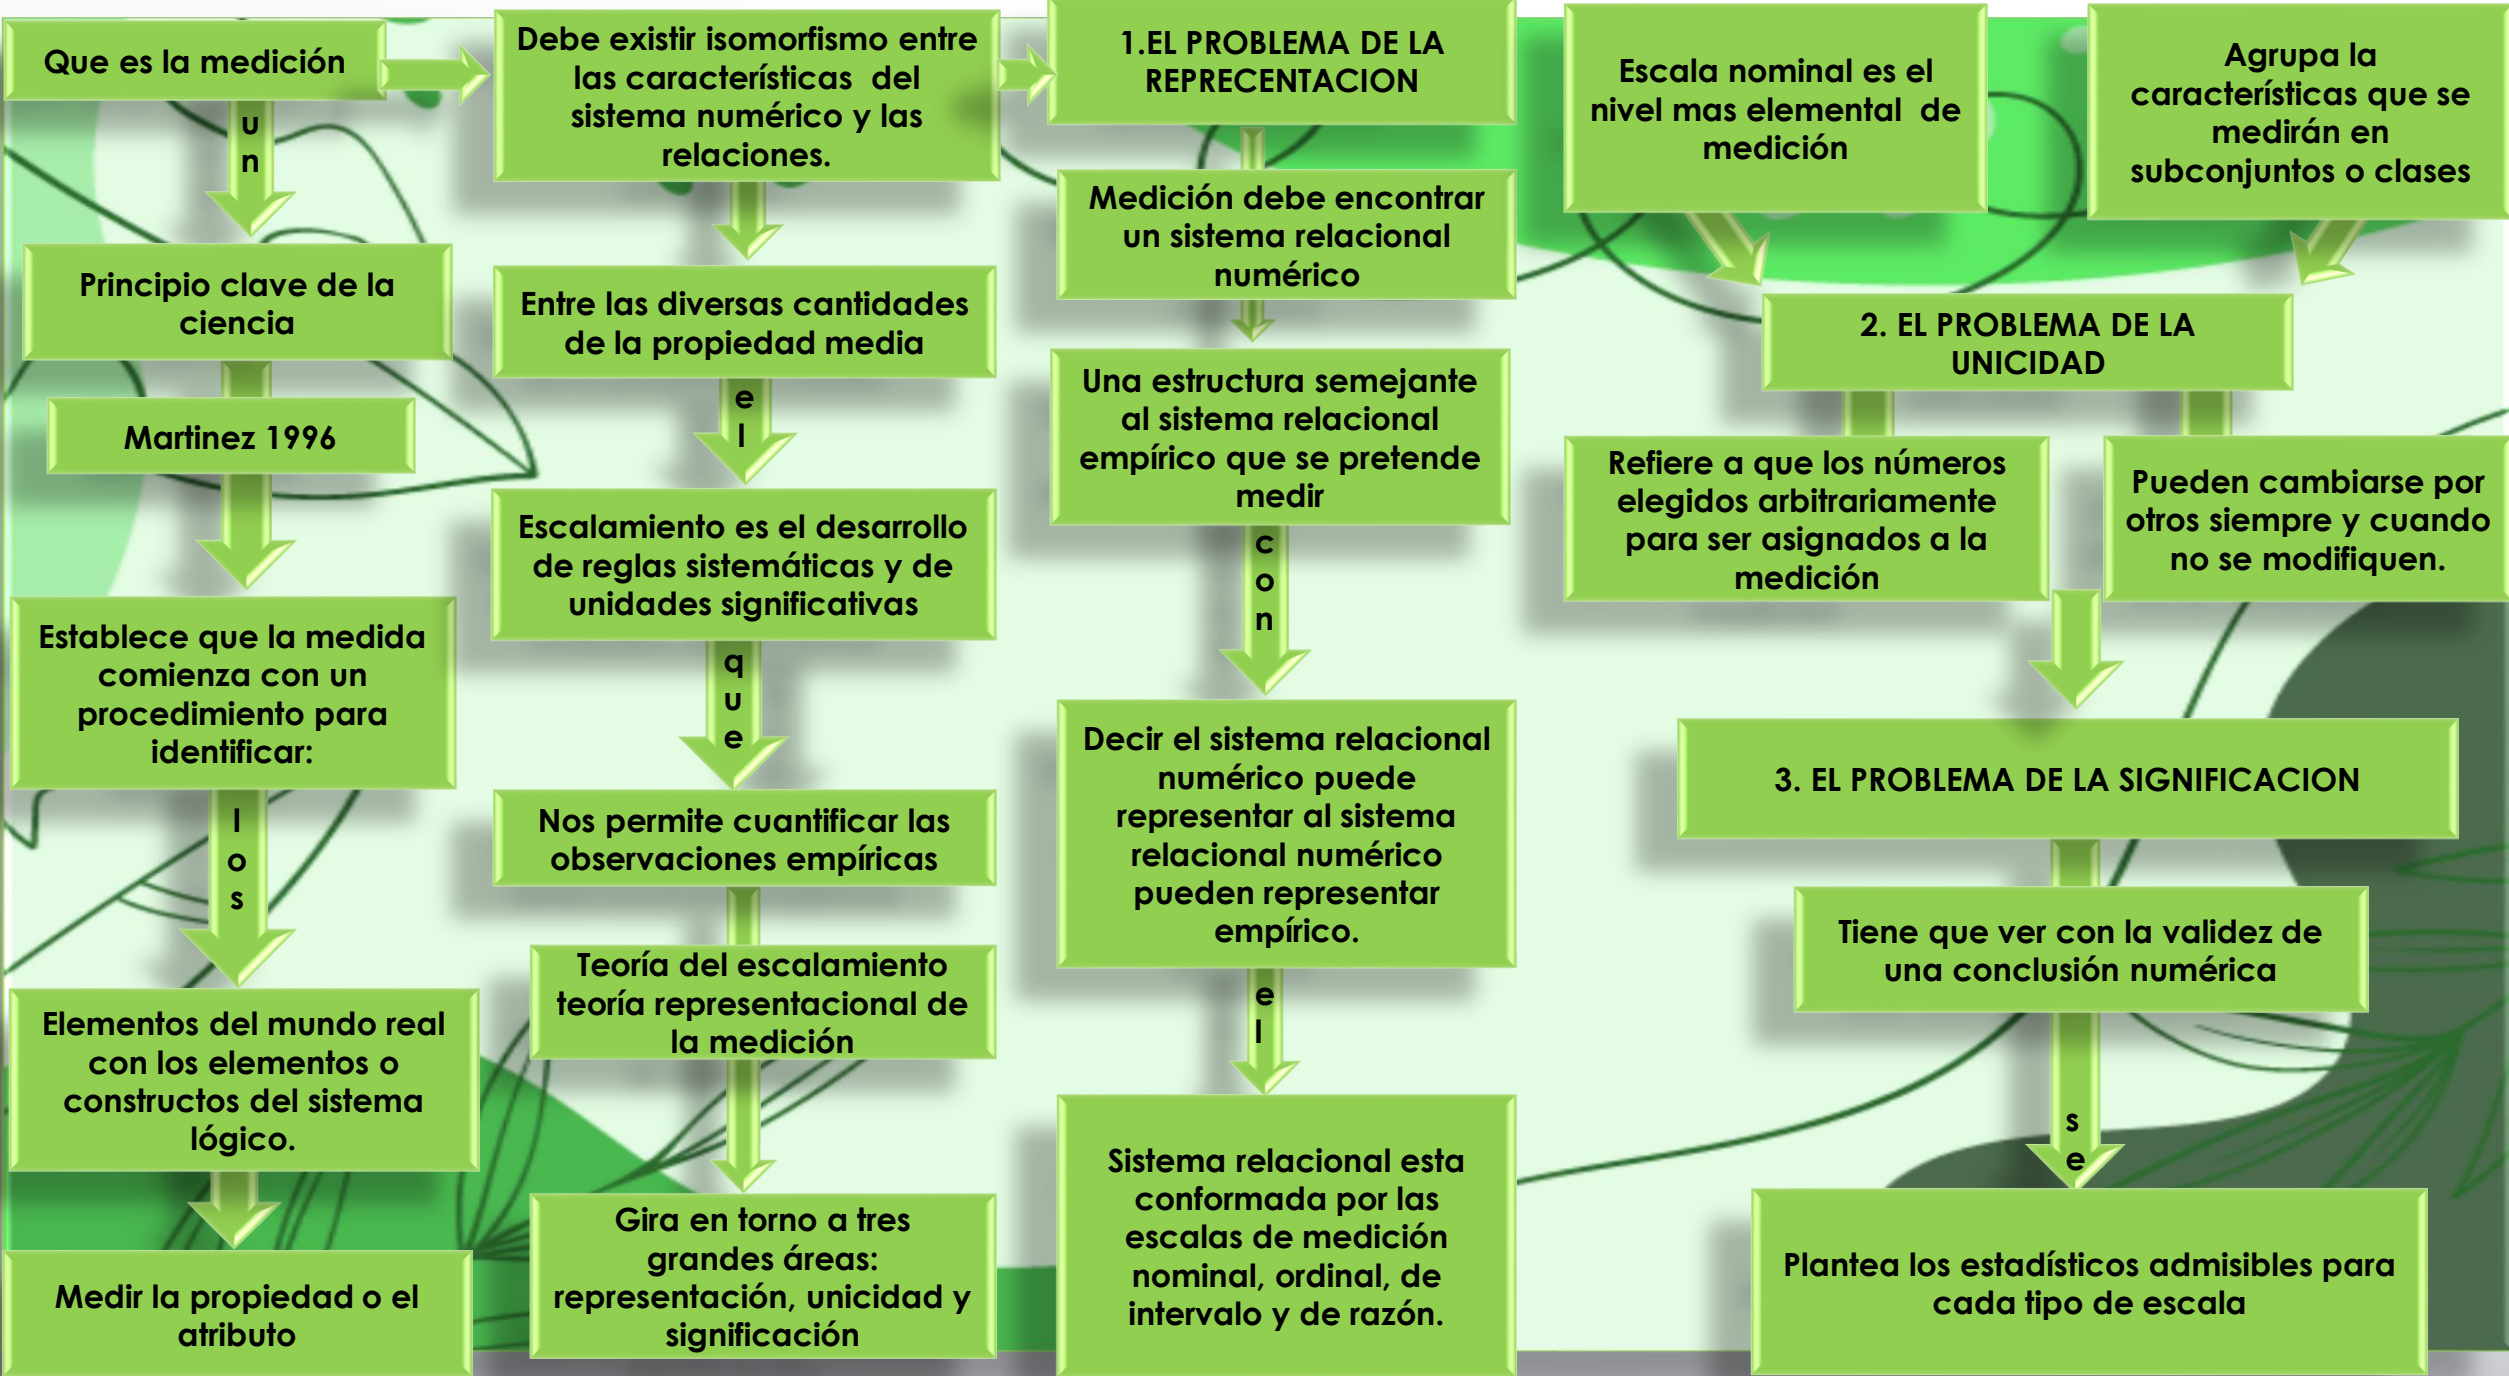 Que es la medición
u
n
Principio clave de la
ciencia
Martinez 1996
Establece que la medida
comienza con un
procedimiento para
identificar:
l
o
s
Elementos del mundo real
con los elementos o
constructos del sistema
lógico.
Medir la propiedad o el
atributo
Debe existir isomorfismo entre
las características  del
sistema numérico y las
relaciones.
Entre las diversas cantidades
de la propiedad media
e
l
Escalamiento es el desarrollo
de reglas sistemáticas y de
unidades significativas
q
u
e
Nos permite cuantificar las
observaciones empíricas
Teoría del escalamiento
teoría representacional de
la medición
Gira en torno a tres
grandes áreas:
representación, unicidad y
significación
1.EL PROBLEMA DE LA
REPRECENTACION
Medición debe encontrar
un sistema relacional
numérico
Una estructura semejante
al sistema relacional
empírico que se pretende
medir
c
o
n
Decir el sistema relacional
numérico puede
representar al sistema
relacional numérico
pueden representar
empírico.
e
l
Sistema relacional esta
conformada por las
escalas de medición
nominal, ordinal, de
intervalo y de razón.
Escala nominal es el
nivel mas elemental  de
medición
Agrupa la
características que se
medirán en
subconjuntos o clases
2. EL PROBLEMA DE LA
UNICIDAD
Refiere a que los números
elegidos arbitrariamente
para ser asignados a la
medición
Pueden cambiarse por
otros siempre y cuando
no se modifiquen.
3. EL PROBLEMA DE LA SIGNIFICACION
Tiene que ver con la validez de
una conclusión numérica
s
e
Plantea los estadísticos admisibles para
cada tipo de escala